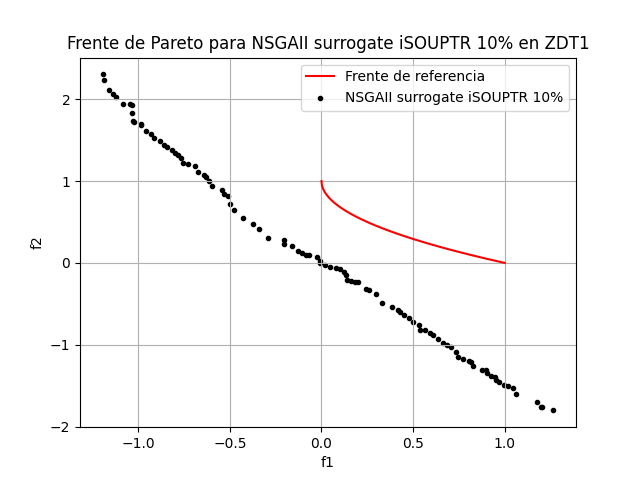 Frente de Pareto para NSGAII surrogate iSOUPTR 10% en ZDT1
Frente de referencia
NSGAII surrogate iSOUPTR 10%
f2
2
1
0
−1
−2
−1.0
−0.5
0.0
0.5
1.0
f1